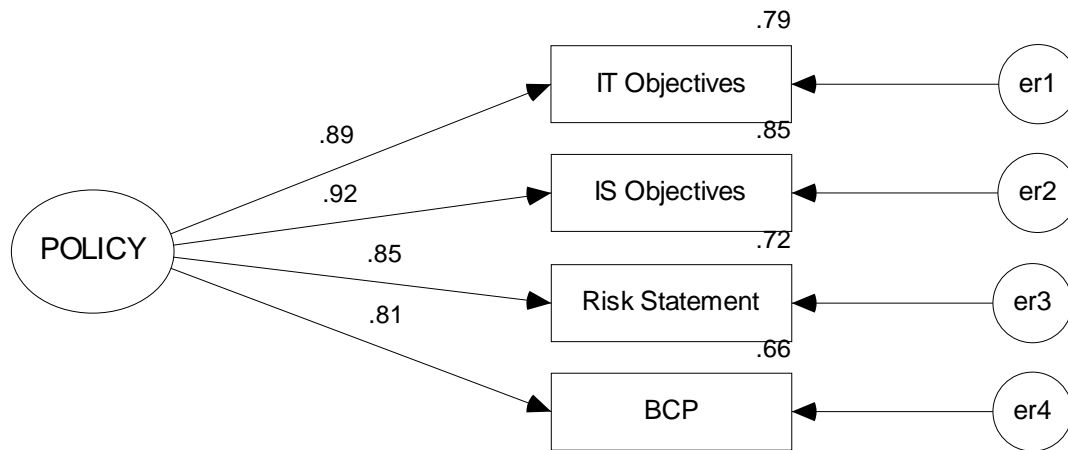 .79
IT Objectives
er1
.89
.85
.92
IS Objectives
er2
POLICY
.72
.85
Risk Statement
er3
.81
.66
BCP
er4